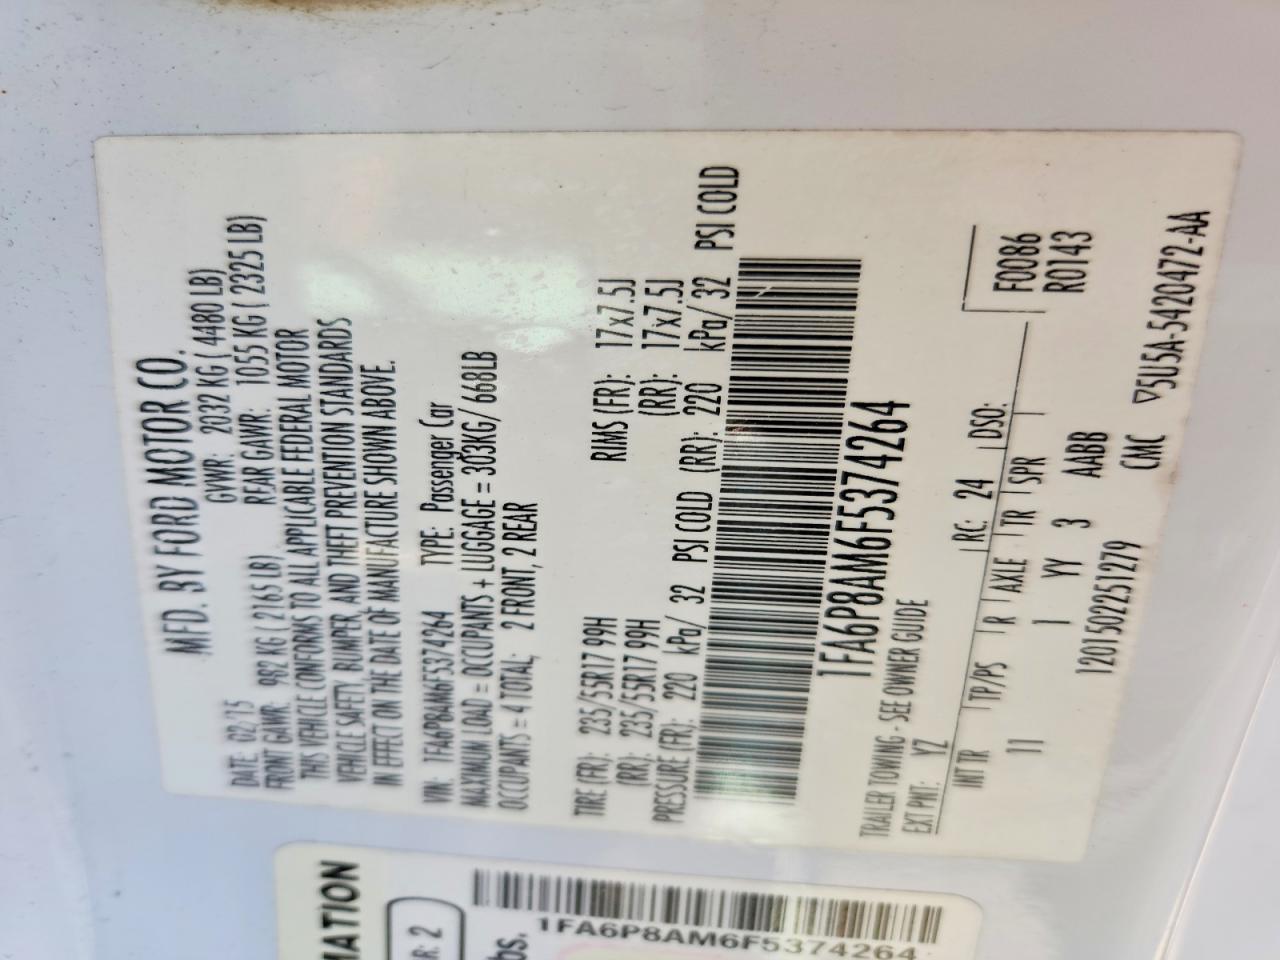 MFD. BY FORD MOTOR CO.
DATE: 02/15 GVWR: 2032 KG ( 4480 LB)
FRONT GAWR: 982 KG ( 2165 LB) REAR GAWR: 1055 KG ( 2325 LB)
THIS VEHICLE CONFORMS TO ALL APPLICABLE FEDERAL MOTOR
VEHICLE SAFETY, BUMPER, AND THEFT PREVENTION STANDARDS
IN EFFECT ON THE DATE OF MANUFACTURE SHOWN ABOVE.
VIN: 1FA6P8AM6F5374264 TYPE: Passenger Car
MAXIMUM LOAD = OCCUPANTS + LUGGAGE = 303KG/ 668LB
OCCUPANTS = 4 TOTAL; 2 FRONT, 2 REAR
TIRE (FR): 235/55R17 99H RIMS (FR): 17x7.5J
(RR): 235/55R17 99H (RR): 17x7.5J
PRESSURE (FR): 220 kPa/ 32 PSI COLD (RR): 220 kPa/ 32 PSI COLD
1FA6P8AM6F5374264
TRAILER TOWING - SEE OWNER GUIDE
EXT PNT: YZ RC: 24 DSO: F0086
R0143
INT TR TP/PS R AXLE TR SPR
11 1 YY 3 AABB
1201502251279 CMC ▽5U5A-5420472-AA
MATION
R: 2
bs.
1FA6P8AM6F5374264